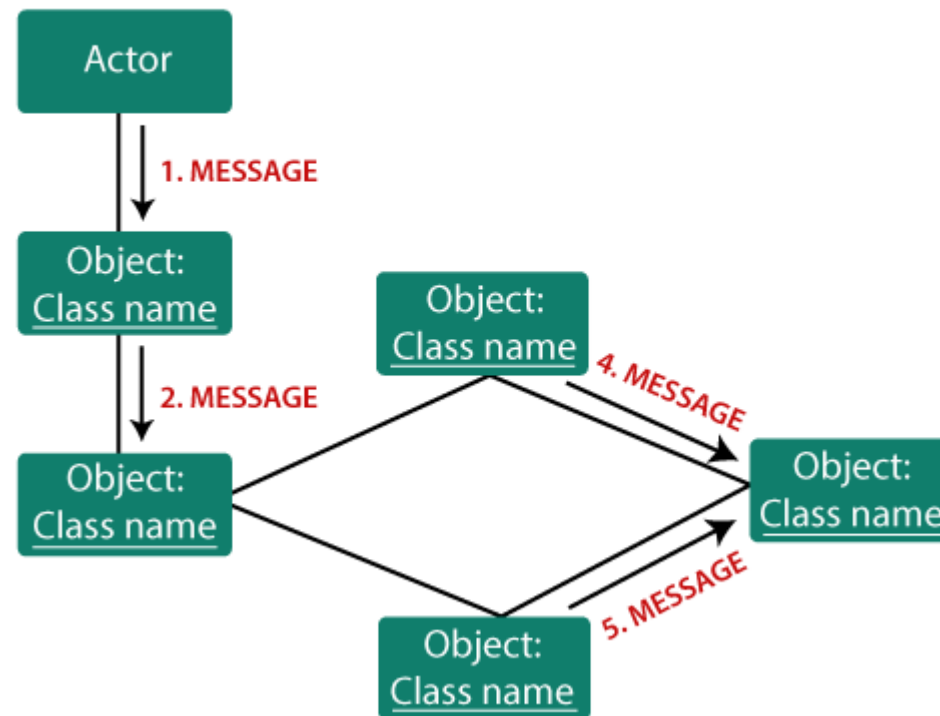 Actor
1. MESSAGE
Object:
Class name
2. MESSAGE
Object:
Class name
Object:
Class name
4. MESSAGE
Object:
Class name
5. MESSAGE
Object:
Class name